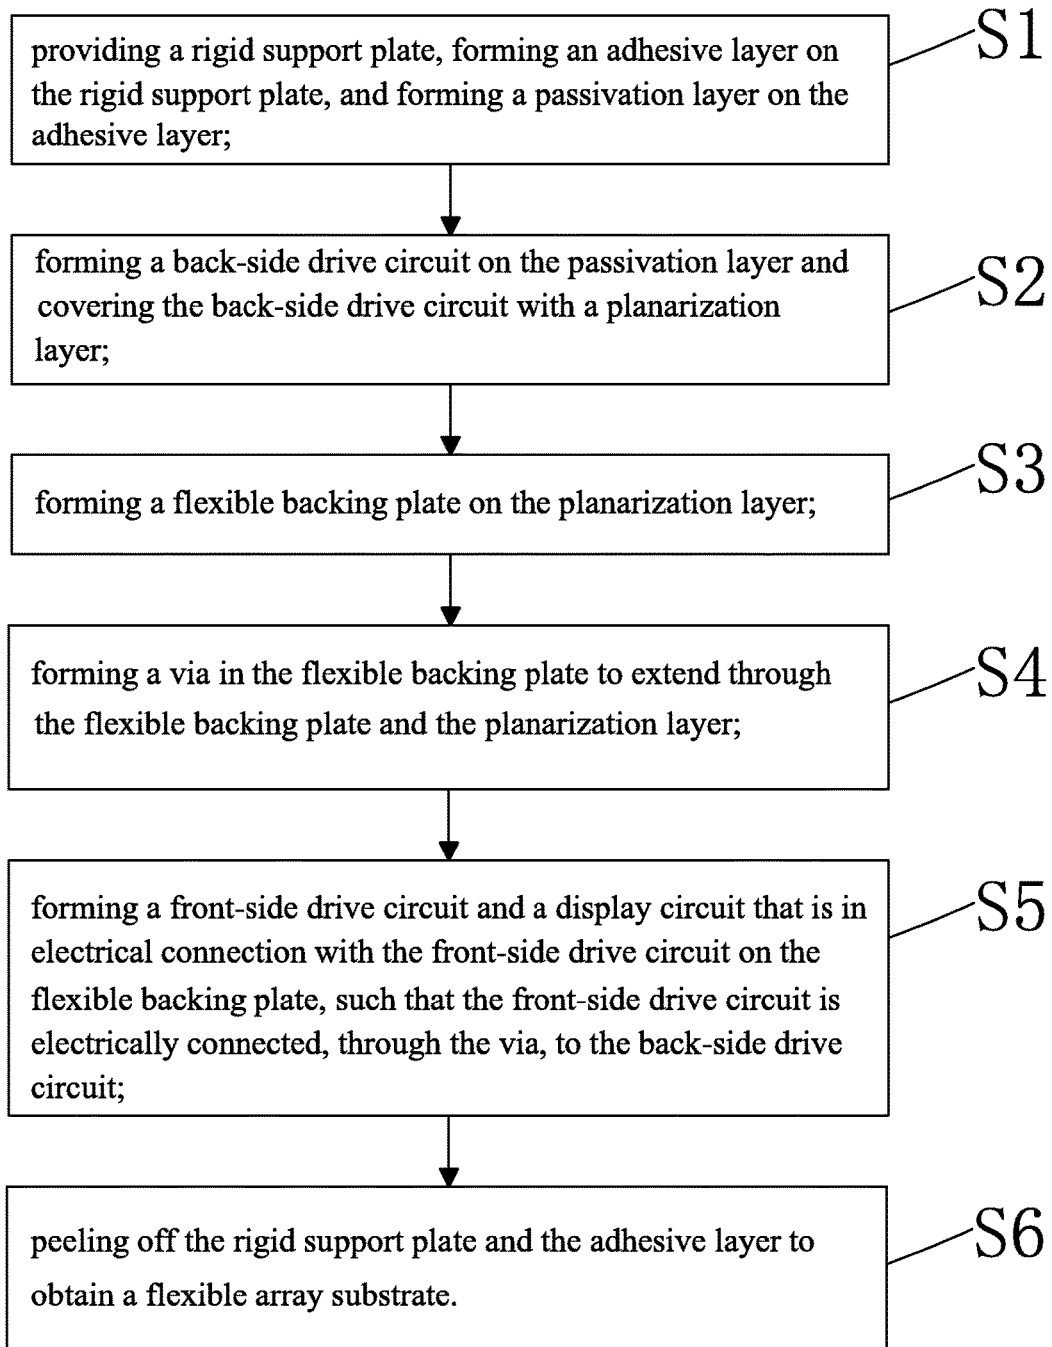 providing a rigid support plate, forming an adhesive layer on
the rigid support plate, and forming a passivation layer on the
adhesive layer;
S1
forming a back-side drive circuit on the passivation layer and
covering the back-side drive circuit with a planarization
layer;
S2
forming a flexible backing plate on the planarization layer;
S3
forming a via in the flexible backing plate to extend through
the flexible backing plate and the planarization layer;
S4
forming a front-side drive circuit and a display circuit that is in
electrical connection with the front-side drive circuit on the
flexible backing plate, such that the front-side drive circuit is
electrically connected, through the via, to the back-side drive
circuit;
S5
peeling off the rigid support plate and the adhesive layer to
obtain a flexible array substrate.
S6